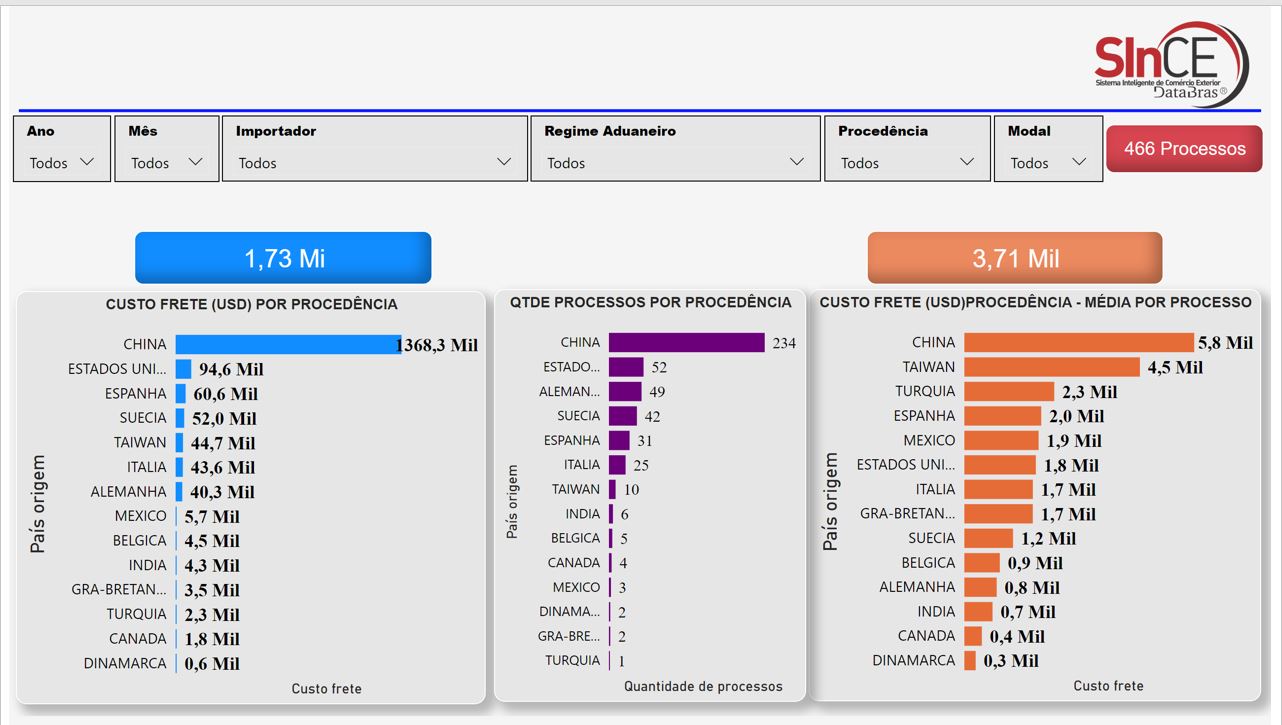 SInCE
Sistema Inteligente de Comércio Exterior
DataBras®
Ano Mês Importador Regime Aduaneiro Procedência Modal
Todos Todos Todos Todos Todos Todos
466 Processos
1,73 Mi
3,71 Mil
CUSTO FRETE (USD) POR PROCEDÊNCIA
País origem
CHINA 1368,3 Mil
ESTADOS UNI... 94,6 Mil
ESPANHA 60,6 Mil
SUECIA 52,0 Mil
TAIWAN 44,7 Mil
ITALIA 43,6 Mil
ALEMANHA 40,3 Mil
MEXICO 5,7 Mil
BELGICA 4,5 Mil
INDIA 4,3 Mil
GRA-BRETAN... 3,5 Mil
TURQUIA 2,3 Mil
CANADA 1,8 Mil
DINAMARCA 0,6 Mil
Custo frete
QTDE PROCESSOS POR PROCEDÊNCIA
País origem
CHINA 234
ESTADO... 52
ALEMAN... 49
SUECIA 42
ESPANHA 31
ITALIA 25
TAIWAN 10
INDIA 6
BELGICA 5
CANADA 4
MEXICO 3
DINAMA... 2
GRA-BRE... 2
TURQUIA 1
Quantidade de processos
CUSTO FRETE (USD)PROCEDÊNCIA - MÉDIA POR PROCESSO
País origem
CHINA 5,8 Mil
TAIWAN 4,5 Mil
TURQUIA 2,3 Mil
ESPANHA 2,0 Mil
MEXICO 1,9 Mil
ESTADOS UNI... 1,8 Mil
ITALIA 1,7 Mil
GRA-BRETAN... 1,7 Mil
SUECIA 1,2 Mil
BELGICA 0,9 Mil
ALEMANHA 0,8 Mil
INDIA 0,7 Mil
CANADA 0,4 Mil
DINAMARCA 0,3 Mil
Custo frete